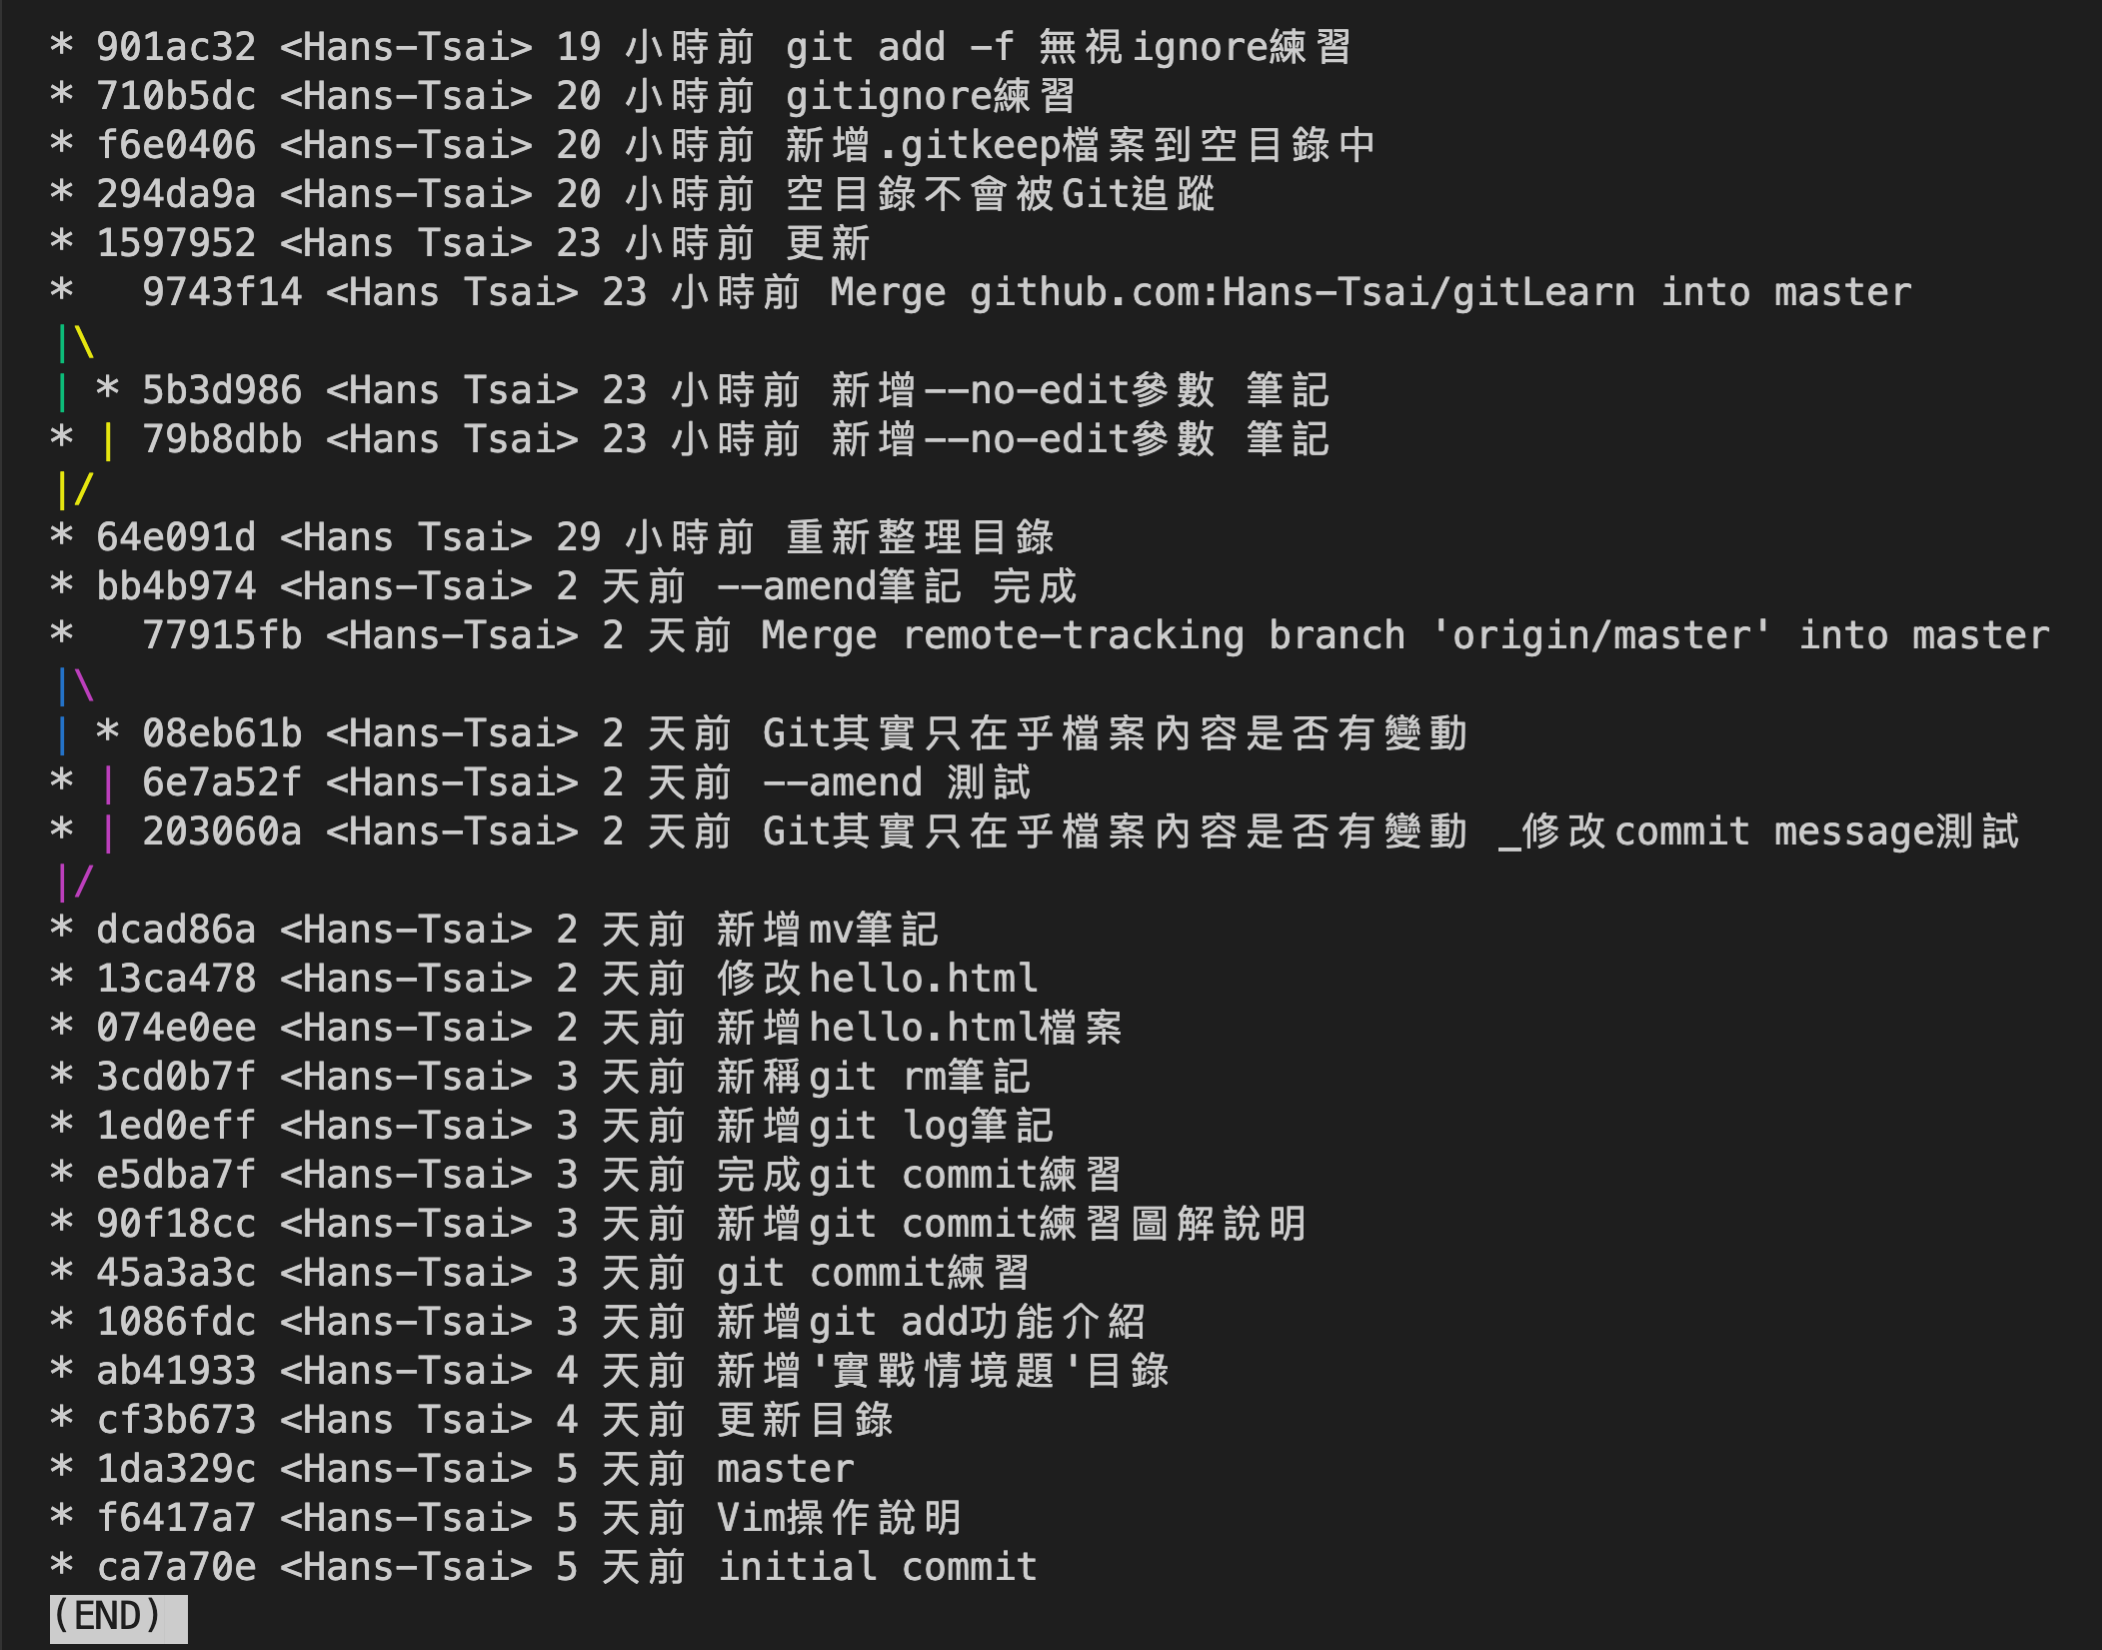 * 901ac32 <Hans-Tsai> 19 小時前 git add -f 無視ignore練習
* 710b5dc <Hans-Tsai> 20 小時前 gitignore練習
* f6e0406 <Hans-Tsai> 20 小時前 新增.gitkeep檔案到空目錄中
* 294da9a <Hans-Tsai> 20 小時前 空目錄不會被Git追蹤
* 1597952 <Hans Tsai> 23 小時前 更新
*   9743f14 <Hans Tsai> 23 小時前 Merge github.com:Hans-Tsai/gitLearn into master
|\
| * 5b3d986 <Hans Tsai> 23 小時前 新增--no-edit參數 筆記
* | 79b8dbb <Hans Tsai> 23 小時前 新增--no-edit參數 筆記
|/
* 64e091d <Hans Tsai> 29 小時前 重新整理目錄
* bb4b974 <Hans-Tsai> 2 天前 --amend筆記 完成
*   77915fb <Hans-Tsai> 2 天前 Merge remote-tracking branch 'origin/master' into master
|\
| * 08eb61b <Hans-Tsai> 2 天前 Git其實只在乎檔案內容是否有變動
* | 6e7a52f <Hans-Tsai> 2 天前 --amend 測試
* | 203060a <Hans-Tsai> 2 天前 Git其實只在乎檔案內容是否有變動 _修改commit message測試
|/
* dcad86a <Hans-Tsai> 2 天前 新增mv筆記
* 13ca478 <Hans-Tsai> 2 天前 修改hello.html
* 074e0ee <Hans-Tsai> 2 天前 新增hello.html檔案
* 3cd0b7f <Hans-Tsai> 3 天前 新稱git rm筆記
* 1ed0eff <Hans-Tsai> 3 天前 新增git log筆記
* e5dba7f <Hans-Tsai> 3 天前 完成git commit練習
* 90f18cc <Hans-Tsai> 3 天前 新增git commit練習圖解說明
* 45a3a3c <Hans-Tsai> 3 天前 git commit練習
* 1086fdc <Hans-Tsai> 3 天前 新增git add功能介紹
* ab41933 <Hans-Tsai> 4 天前 新增'實戰情境題'目錄
* cf3b673 <Hans Tsai> 4 天前 更新目錄
* 1da329c <Hans-Tsai> 5 天前 master
* f6417a7 <Hans-Tsai> 5 天前 Vim操作說明
* ca7a70e <Hans-Tsai> 5 天前 initial commit
(END)